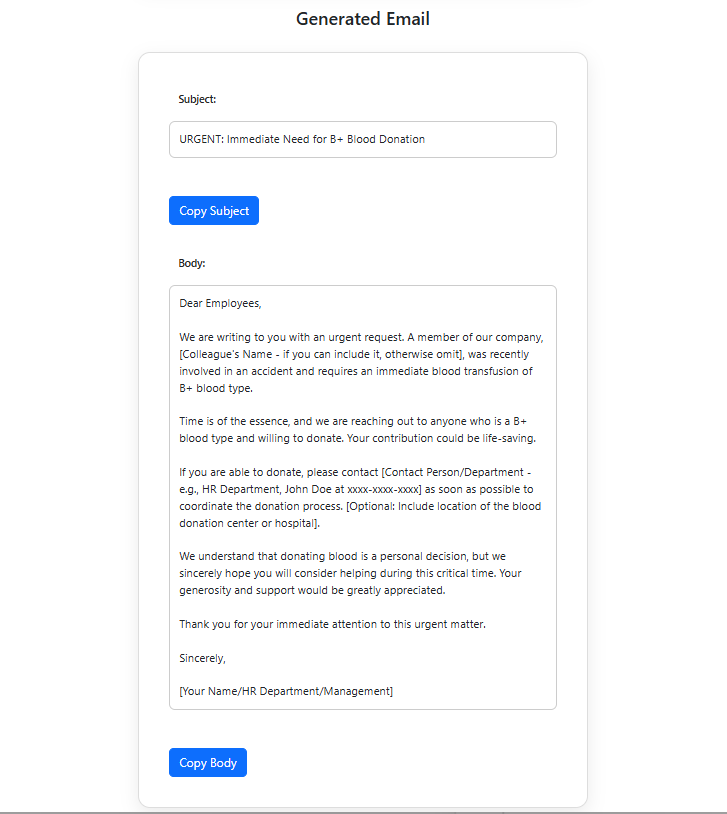 Generated Email
Subject:
URGENT: Immediate Need for B+ Blood Donation
Copy Subject
Body:
Dear Employees,
We are writing to you with an urgent request. A member of our company,
[Colleague's Name - if you can include it, otherwise omit], was recently
involved in an accident and requires an immediate blood transfusion of
B+ blood type.
Time is of the essence, and we are reaching out to anyone who is a B+
blood type and willing to donate. Your contribution could be life-saving.
If you are able to donate, please contact [Contact Person/Department -
e.g., HR Department, John Doe at xxxx-xxxx-xxxx] as soon as possible to
coordinate the donation process. [Optional: Include location of the blood
donation center or hospital].
We understand that donating blood is a personal decision, but we
sincerely hope you will consider helping during this critical time. Your
generosity and support would be greatly appreciated.
Thank you for your immediate attention to this urgent matter.
Sincerely,
[Your Name/HR Department/Management]
Copy Body